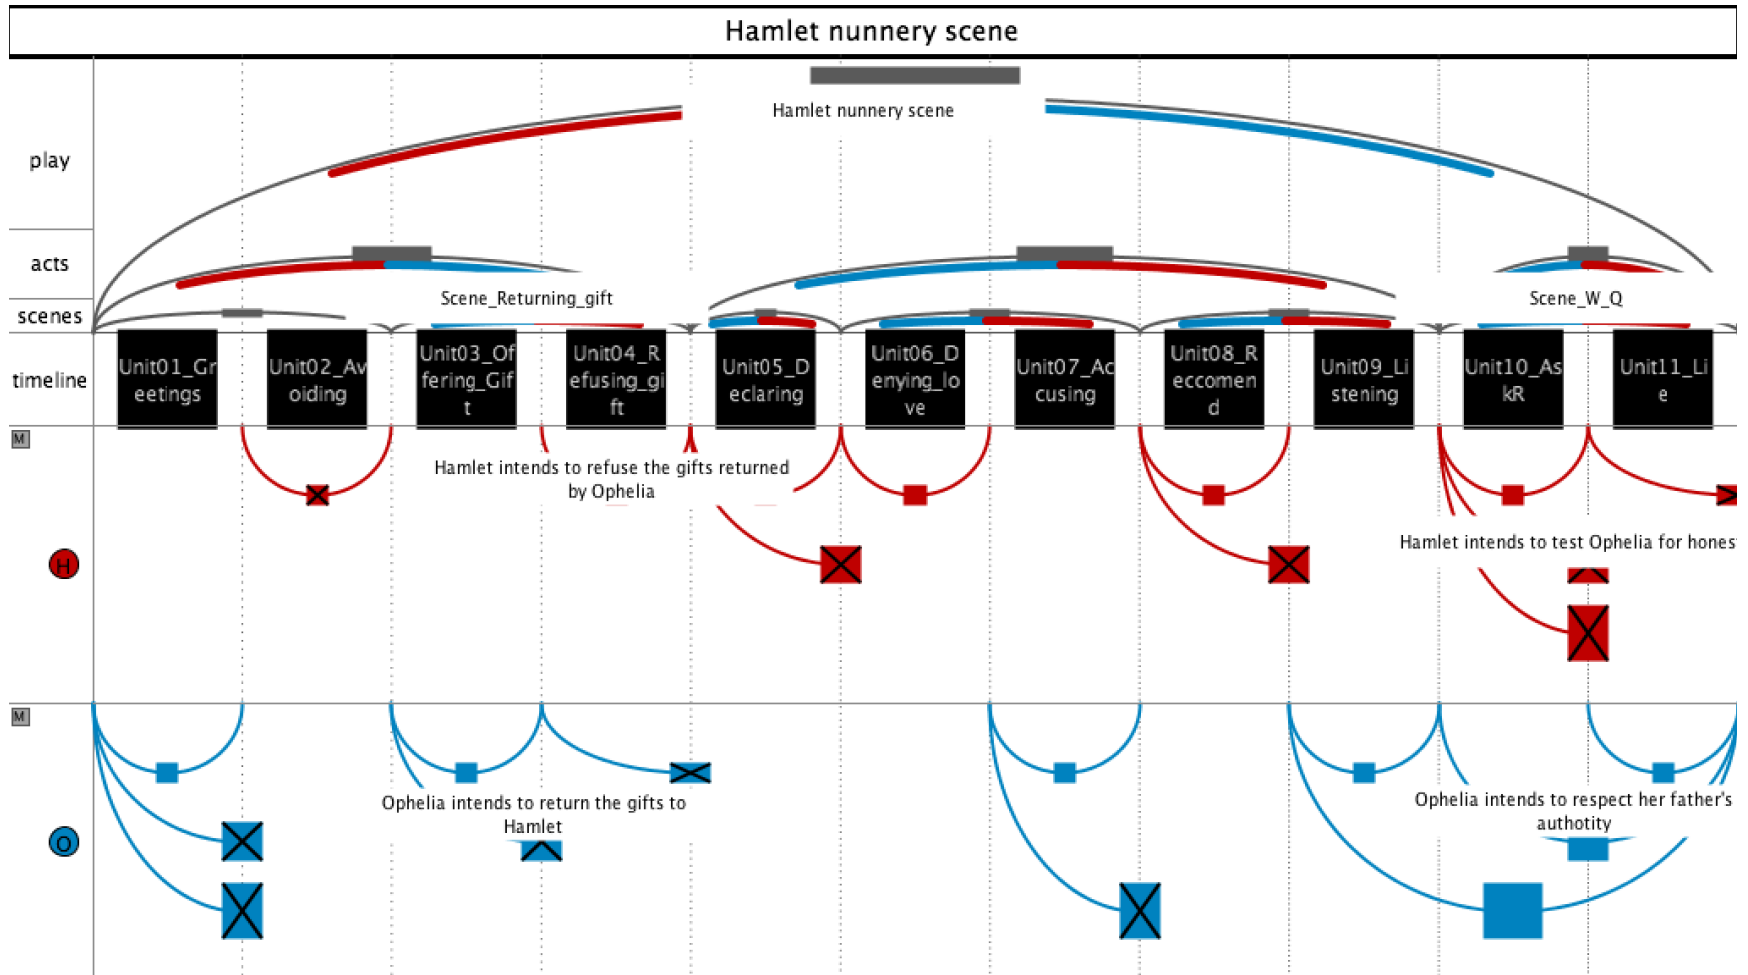 Hamlet nunnery scene
Hamlet nunnery scene
play
acts
Scene_Returning_gift
Scene_W_Q
scenes
timeline
Unit01_Gr
eetings
Unit02_Av
oiding
Unit03_Of
fering_Gif
t
Unit04_R
efusing_gi
ft
Unit05_D
eclaring
Unit06_D
enying_lo
ve
Unit07_Ac
cusing
Unit08_R
eccomen
d
Unit09_Li
stening
Unit10_As
kR
Unit11_Li
e
M
Hamlet intends to refuse the gifts returned
by Ophelia
H
Hamlet intends to test Ophelia for hones
M
Ophelia intends to return the gifts to
Hamlet
Ophelia intends to respect her father's
authotity
O